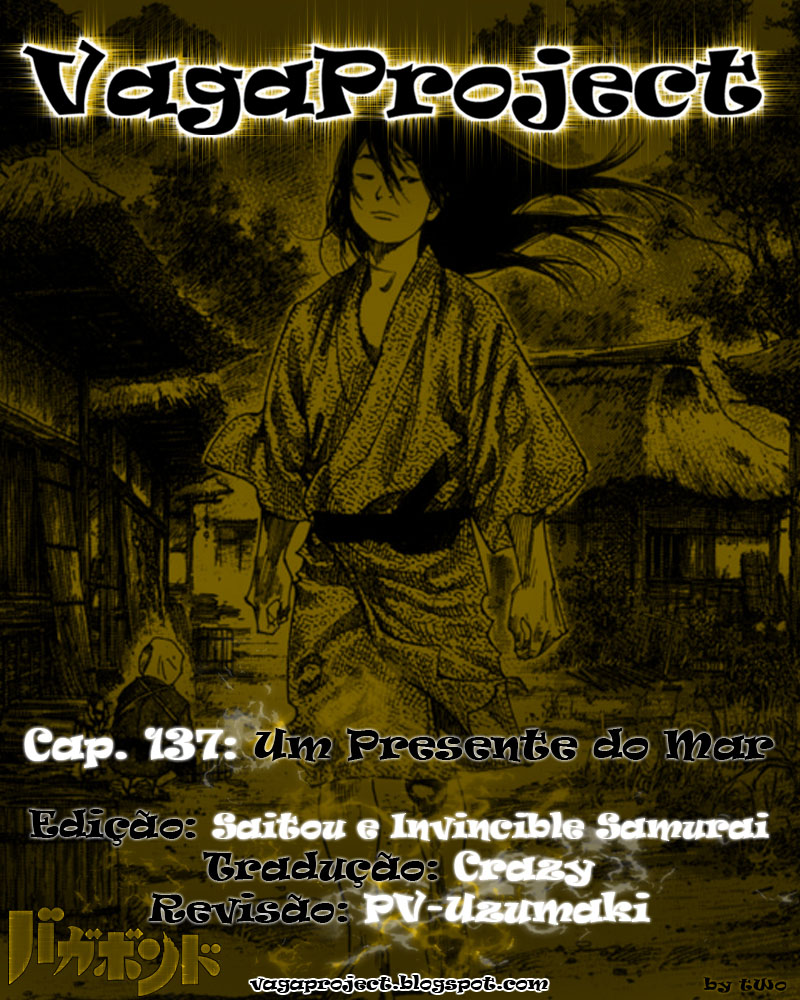 VagaProject
Cap. 137: Um Presente do Mar
Edição: Saitou e Invincible Samurai
Tradução: Crazy
Revisão: PV-Uzumaki
バガボンド
vagaproject.blogspot.com
by tWo